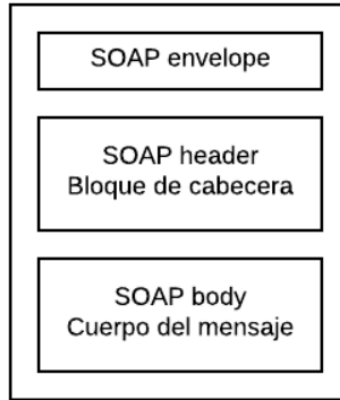 SOAP envelope
SOAP header
Bloque de cabecera
SOAP body
Cuerpo del mensaje